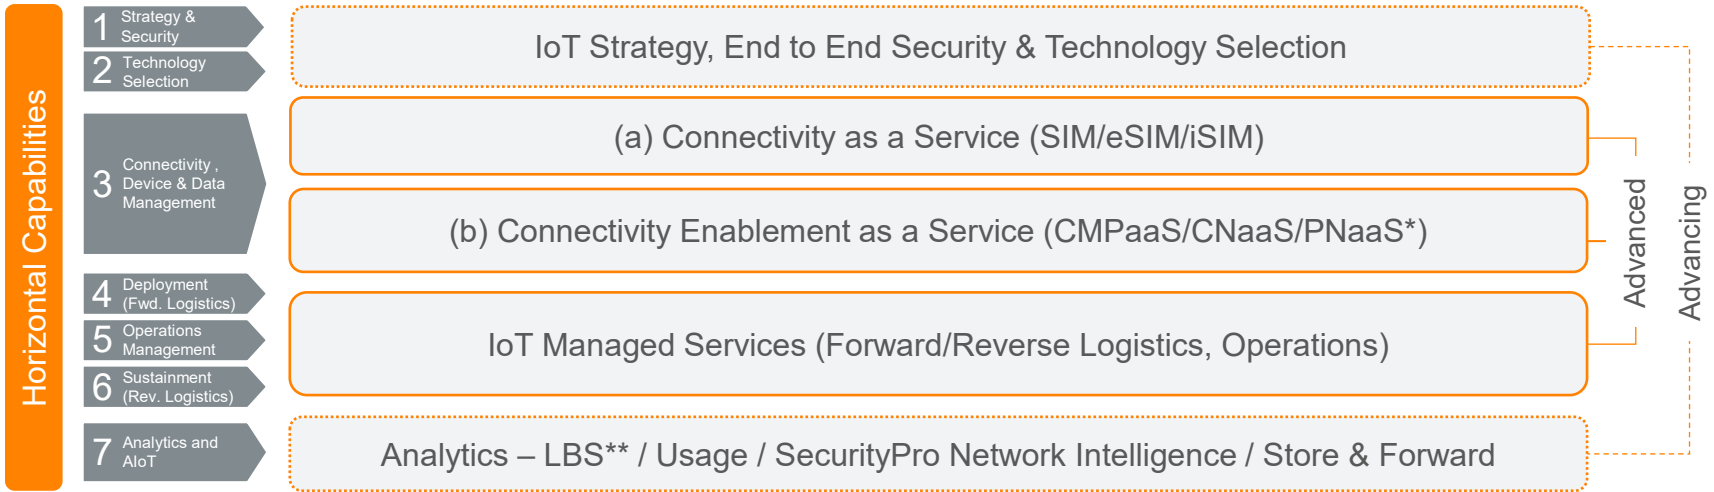 Horizontal Capabilities
1
Strategy &
Security
2
Technology
Selection
IoT Strategy, End to End Security & Technology Selection
3
Connectivity ,
Device & Data
Management
(a) Connectivity as a Service (SIM/eSIM/iSIM)
(b) Connectivity Enablement as a Service (CMPaaS/CNaaS/PNaaS*)
4
Deployment
(Fwd. Logistics)
5
Operations
Management
6
Sustainment
(Rev. Logistics)
IoT Managed Services (Forward/Reverse Logistics, Operations)
7
Analytics and
AIoT
Analytics – LBS** / Usage / SecurityPro Network Intelligence / Store & Forward
Advanced
Advancing